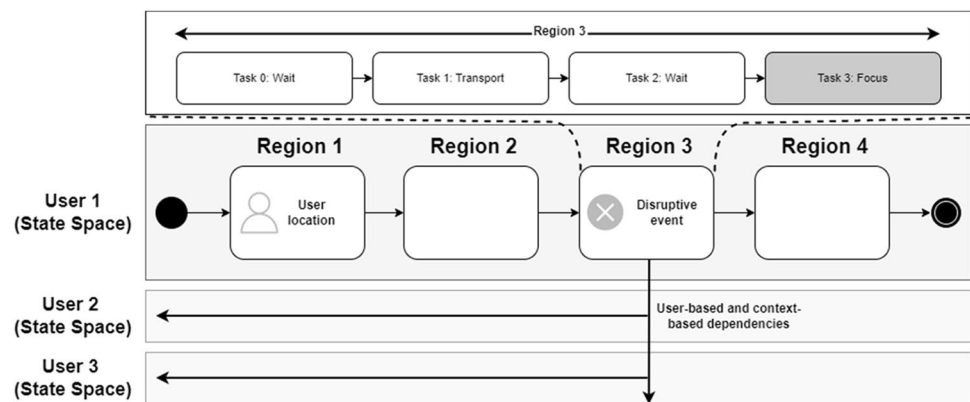 Region 3
Task 0: Wait
Task 1: Transport
Task 2: Wait
Task 3: Focus
Region 1
Region 2
Region 3
Region 4
User 1
(State Space)
User
location
Disruptive
event
User 2
(State Space)
User-based and context-
based dependencies
User 3
(State Space)